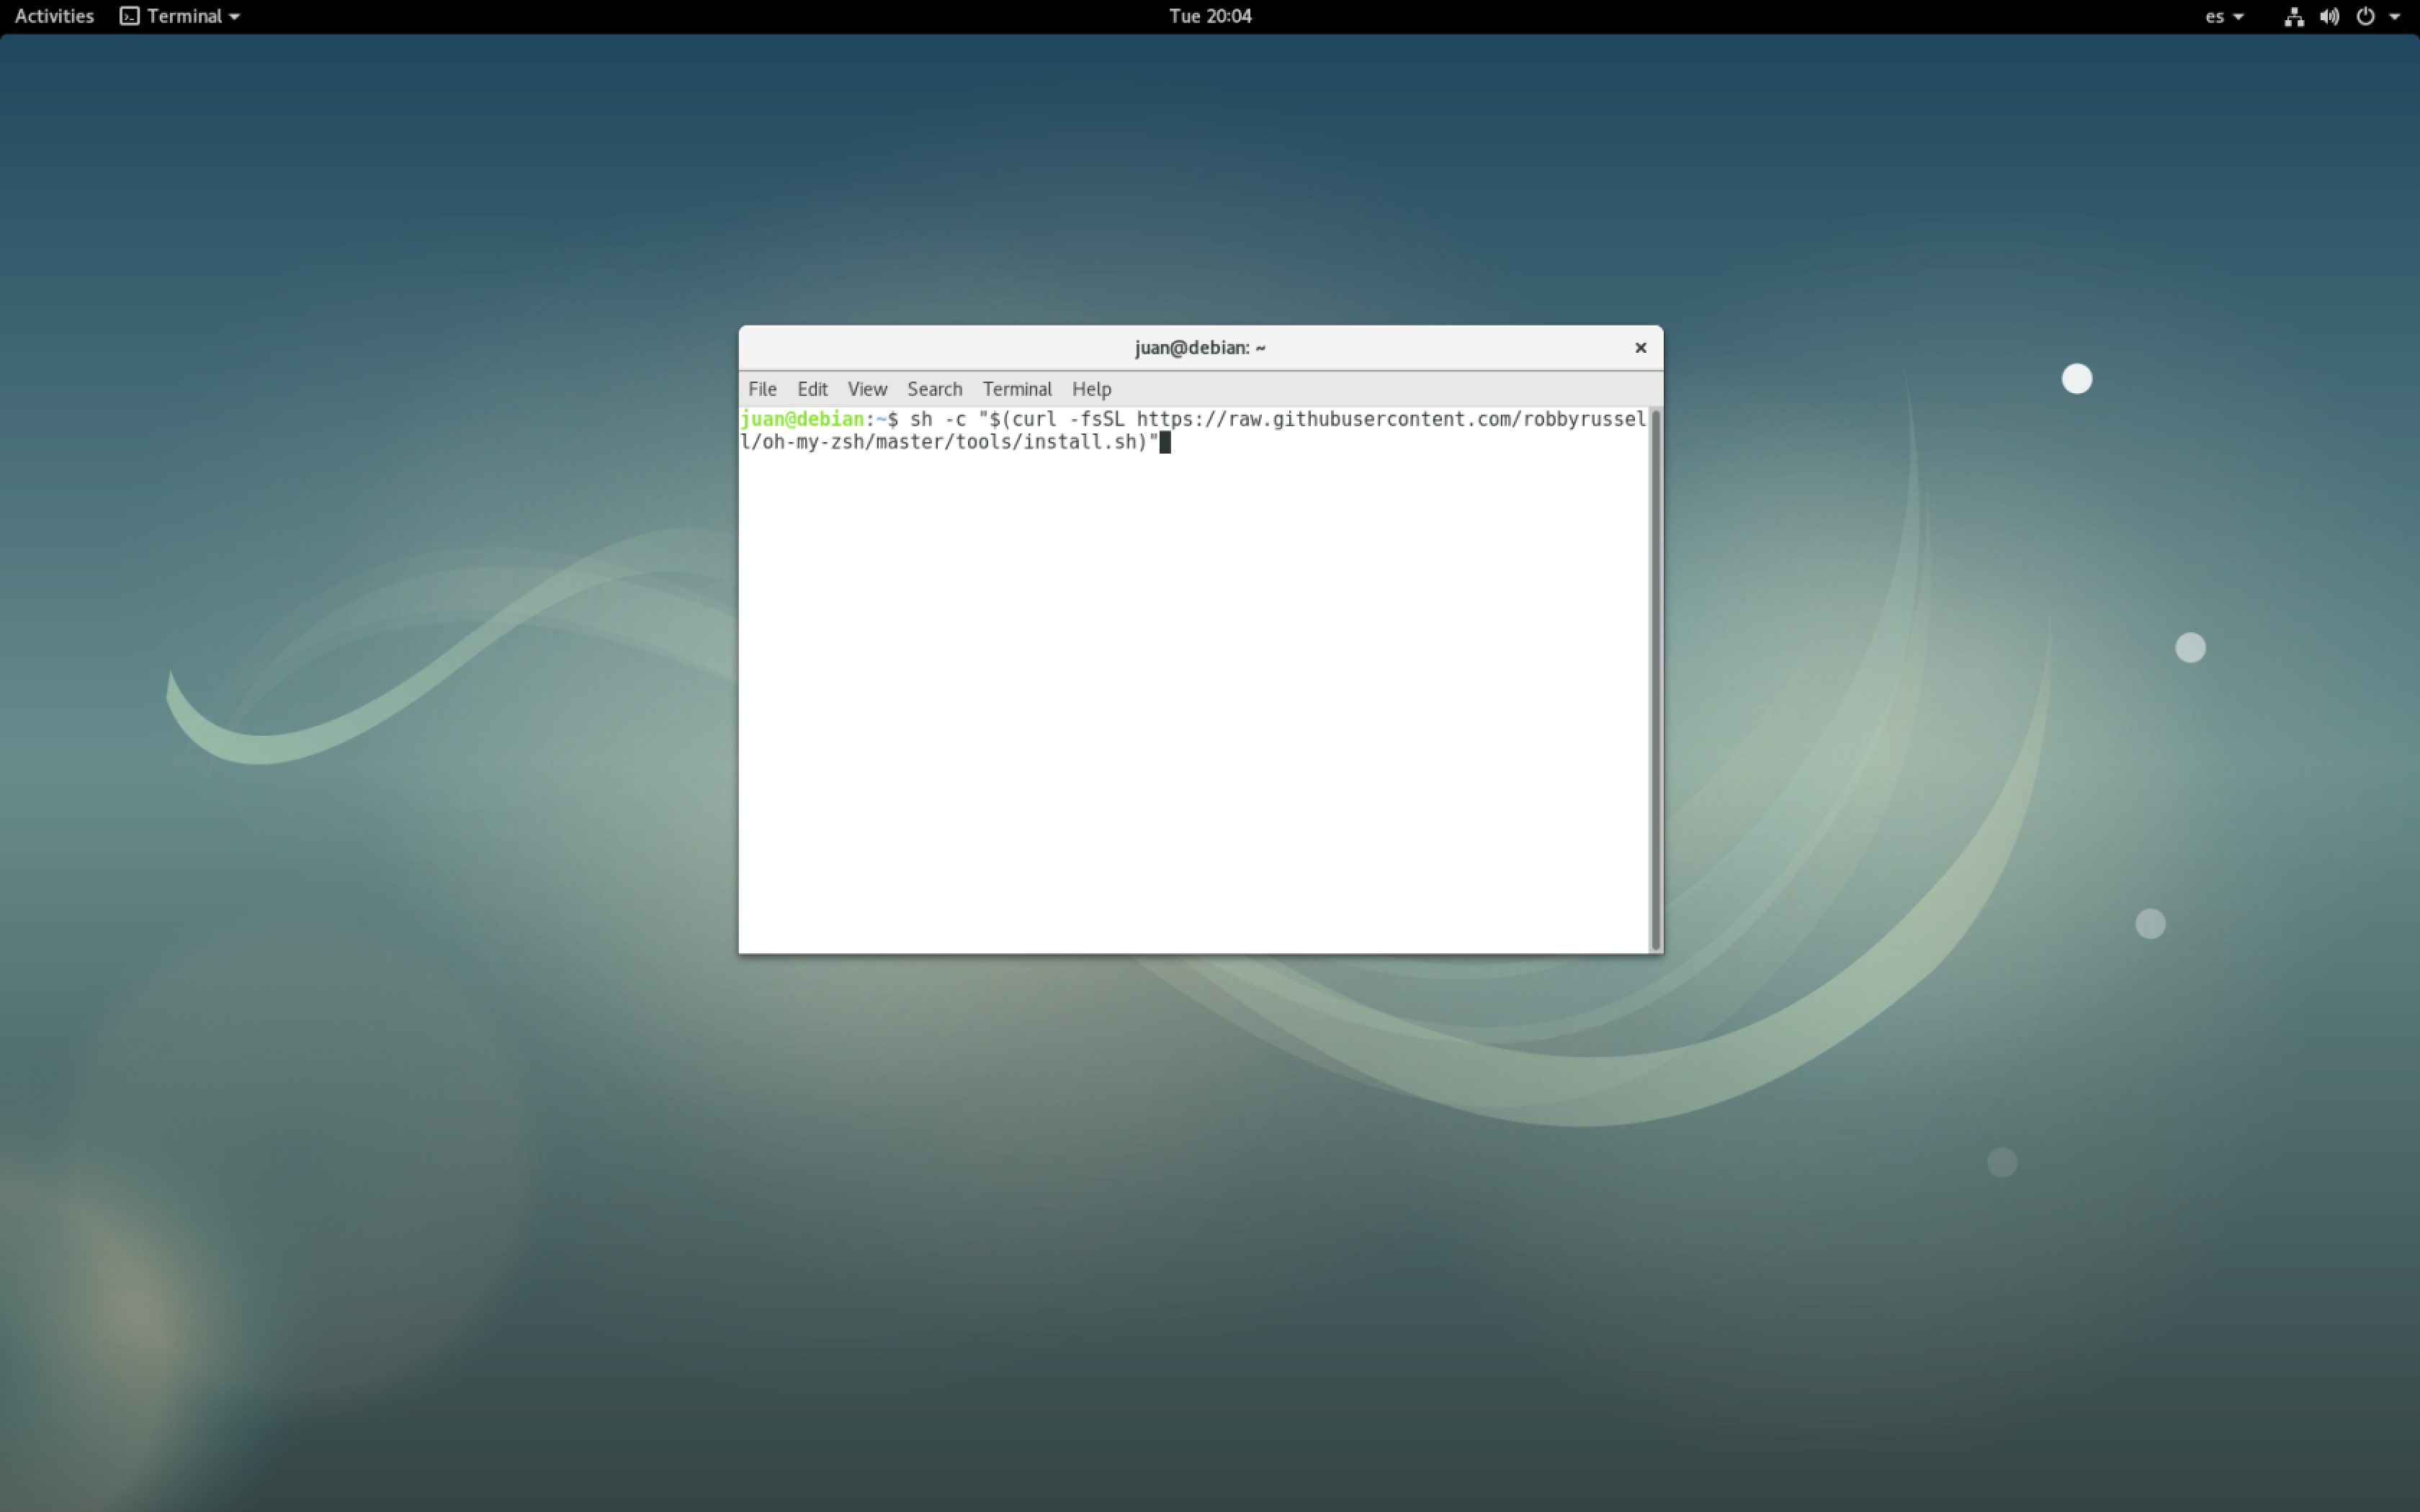 Activities Terminal Tue 20:04 es
juan@debian: ~
File Edit View Search Terminal Help
juan@debian:~$ sh -c "$(curl -fsSL https://raw.githubusercontent.com/robbyrussel
l/oh-my-zsh/master/tools/install.sh)"